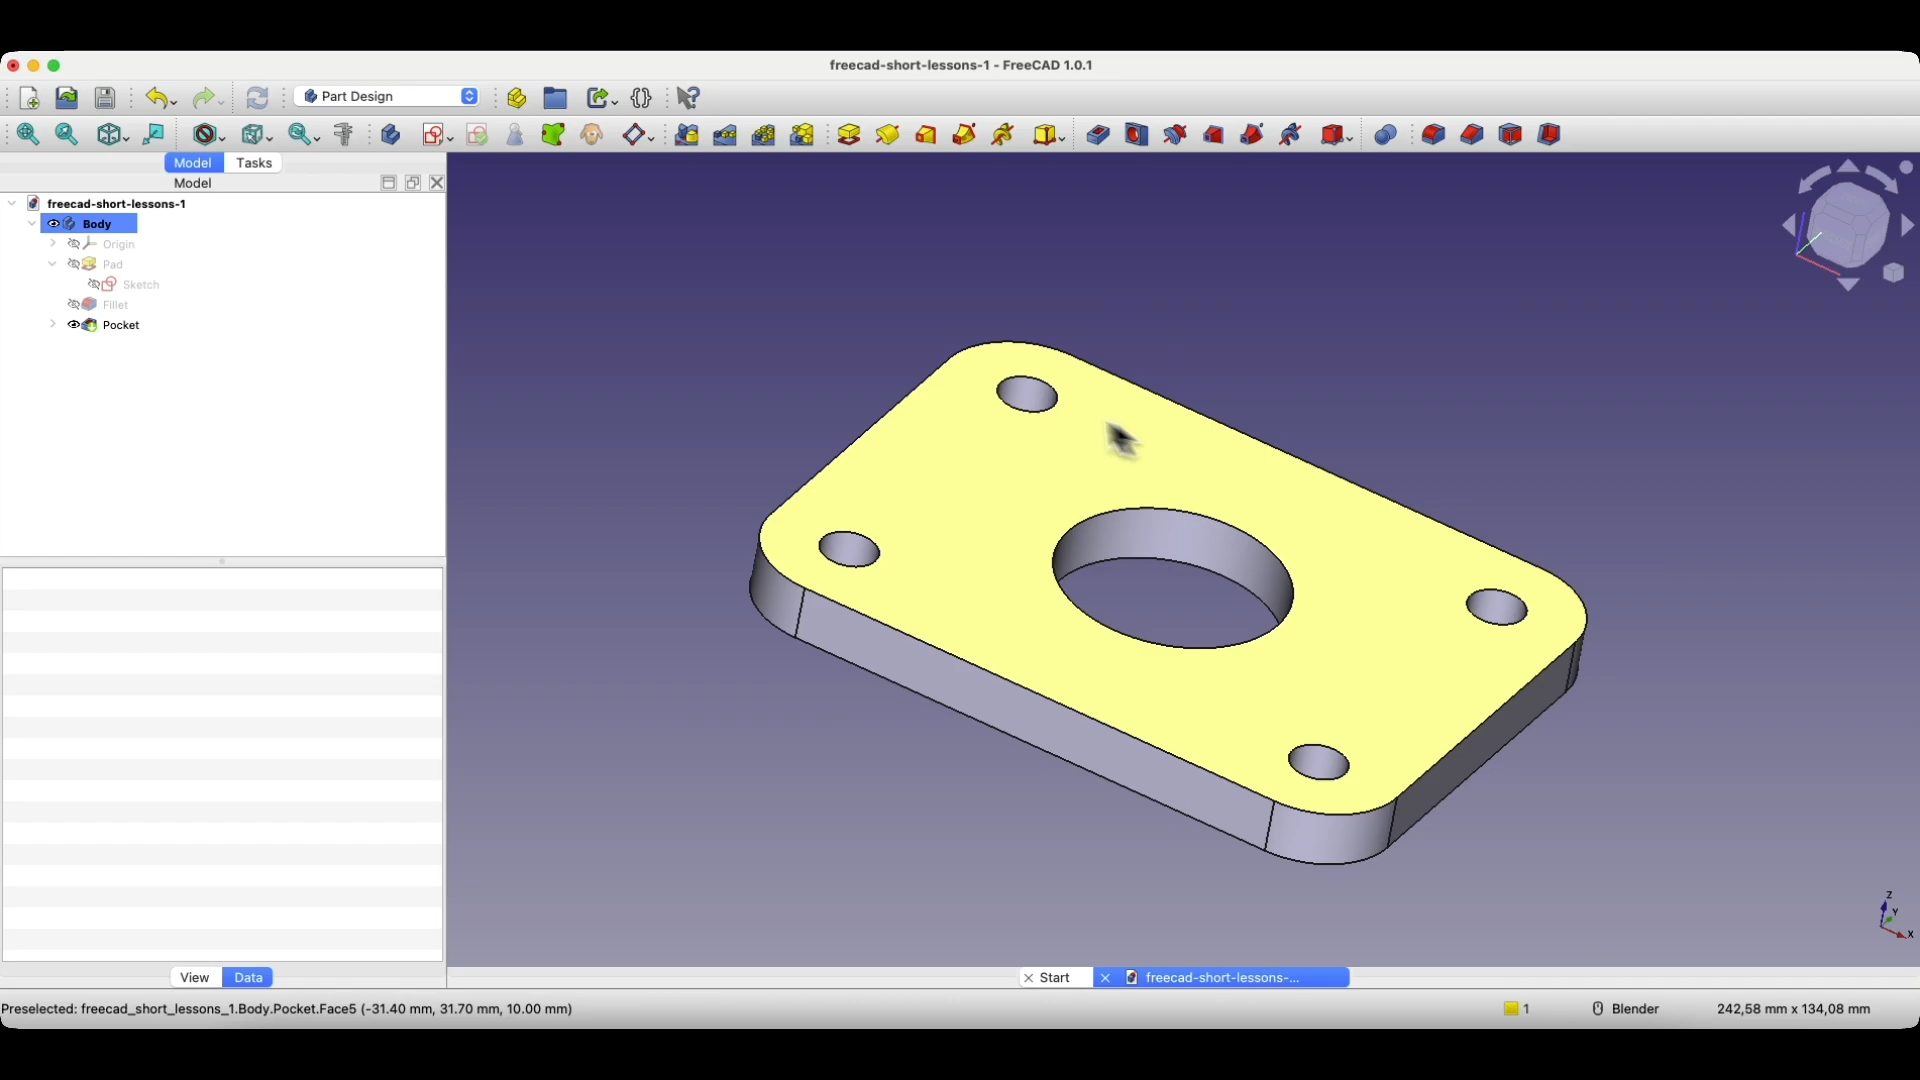 freecad-short-lessons-1 - FreeCAD 1.0.1
Part Design
Model
Tasks
Model
freecad-short-lessons-1
Body
Origin
Pad
Sketch
Fillet
Pocket
Z
Y
X
View
Data
Start
freecad-short-lessons-...
Preselected: freecad_short_lessons_1.Body.Pocket.Face5 (-31.40 mm, 31.70 mm, 10.00 mm)
1
Blender
242,58 mm x 134,08 mm